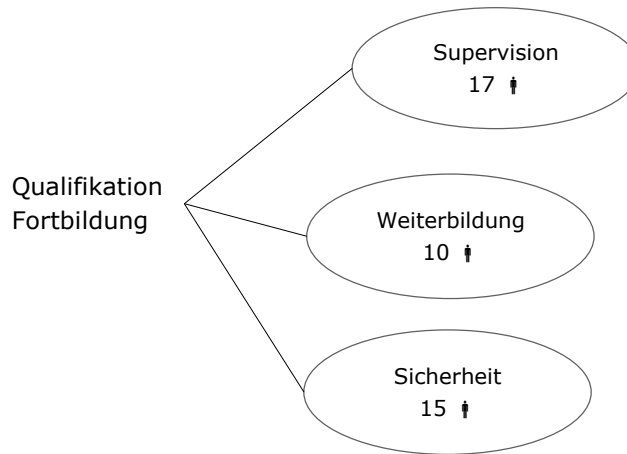 Supervision
17
Qualifikation
Fortbildung
Weiterbildung
10
Sicherheit
15